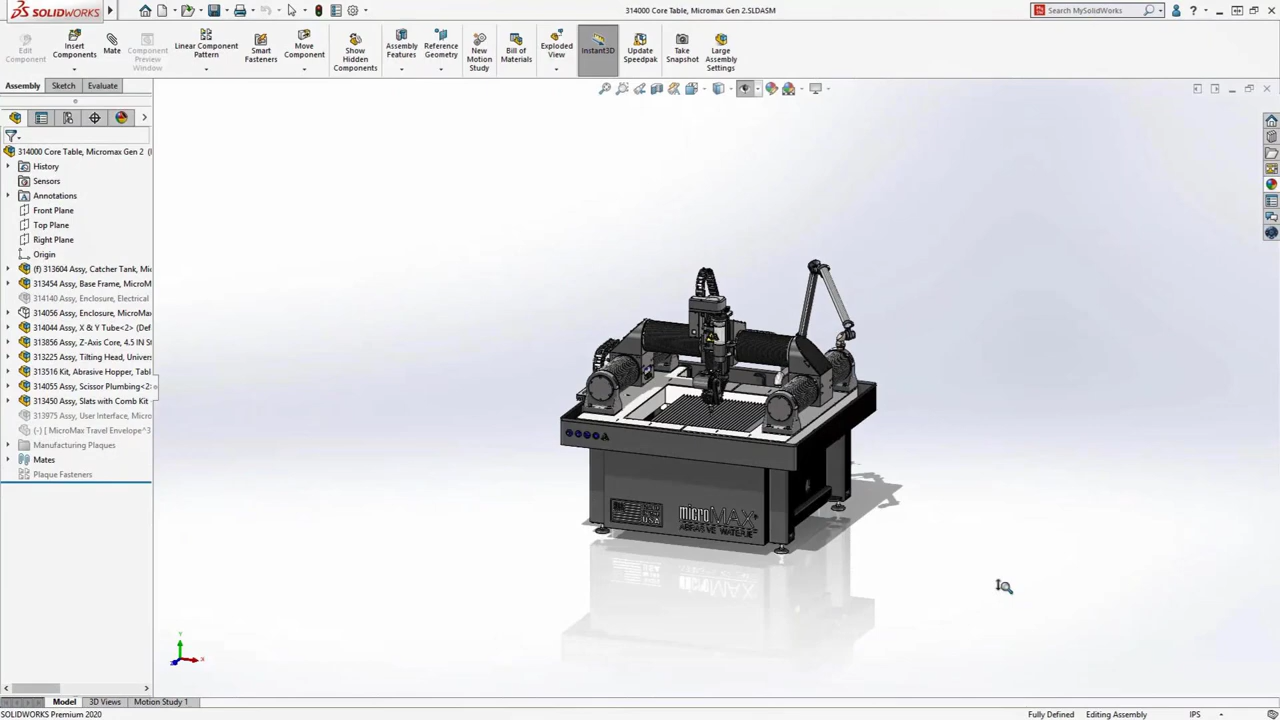 SOLIDWORKS
314000 Core Table, Micromax Gen 2.SLDASM
Search MySolidWorks
Edit Component
Insert Components
Mate
Component Preview Window
Linear Component Pattern
Smart Fasteners
Move Component
Show Hidden Components
Assembly Features
Reference Geometry
New Motion Study
Bill of Materials
Exploded View
Instant3D
Update Speedpak
Take Snapshot
Large Assembly Settings
Assembly
Sketch
Evaluate
314000 Core Table, Micromax Gen 2 (
History
Sensors
Annotations
Front Plane
Top Plane
Right Plane
Origin
(f) 313604 Assy, Catcher Tank, Mic
313454 Assy, Base Frame, MicroM
314140 Assy, Enclosure, Electrical
314056 Assy, Enclosure, Electrical
314044 Assy, X & Y Tube<2> (Def
313856 Assy, Z-Axis Core, 4.5 IN S
313225 Assy, Tilting Head, Univers
313516 Kit, Abrasive Hopper, Tabl
314055 Assy, Scissor Plumbing<2>
313450 Assy, Slats with Comb Kit
313975 Assy, User Interface, Micro
(-) [ MicroMax Travel Envelope^3
Manufacturing Plaques
Mates
Plaque Fasteners
USA
microMAX
ABRASIVE WATERJET
Y
X
Z
Model
3D Views
Motion Study 1
SOLIDWORKS Premium 2020
Fully Defined
Editing Assembly
IPS